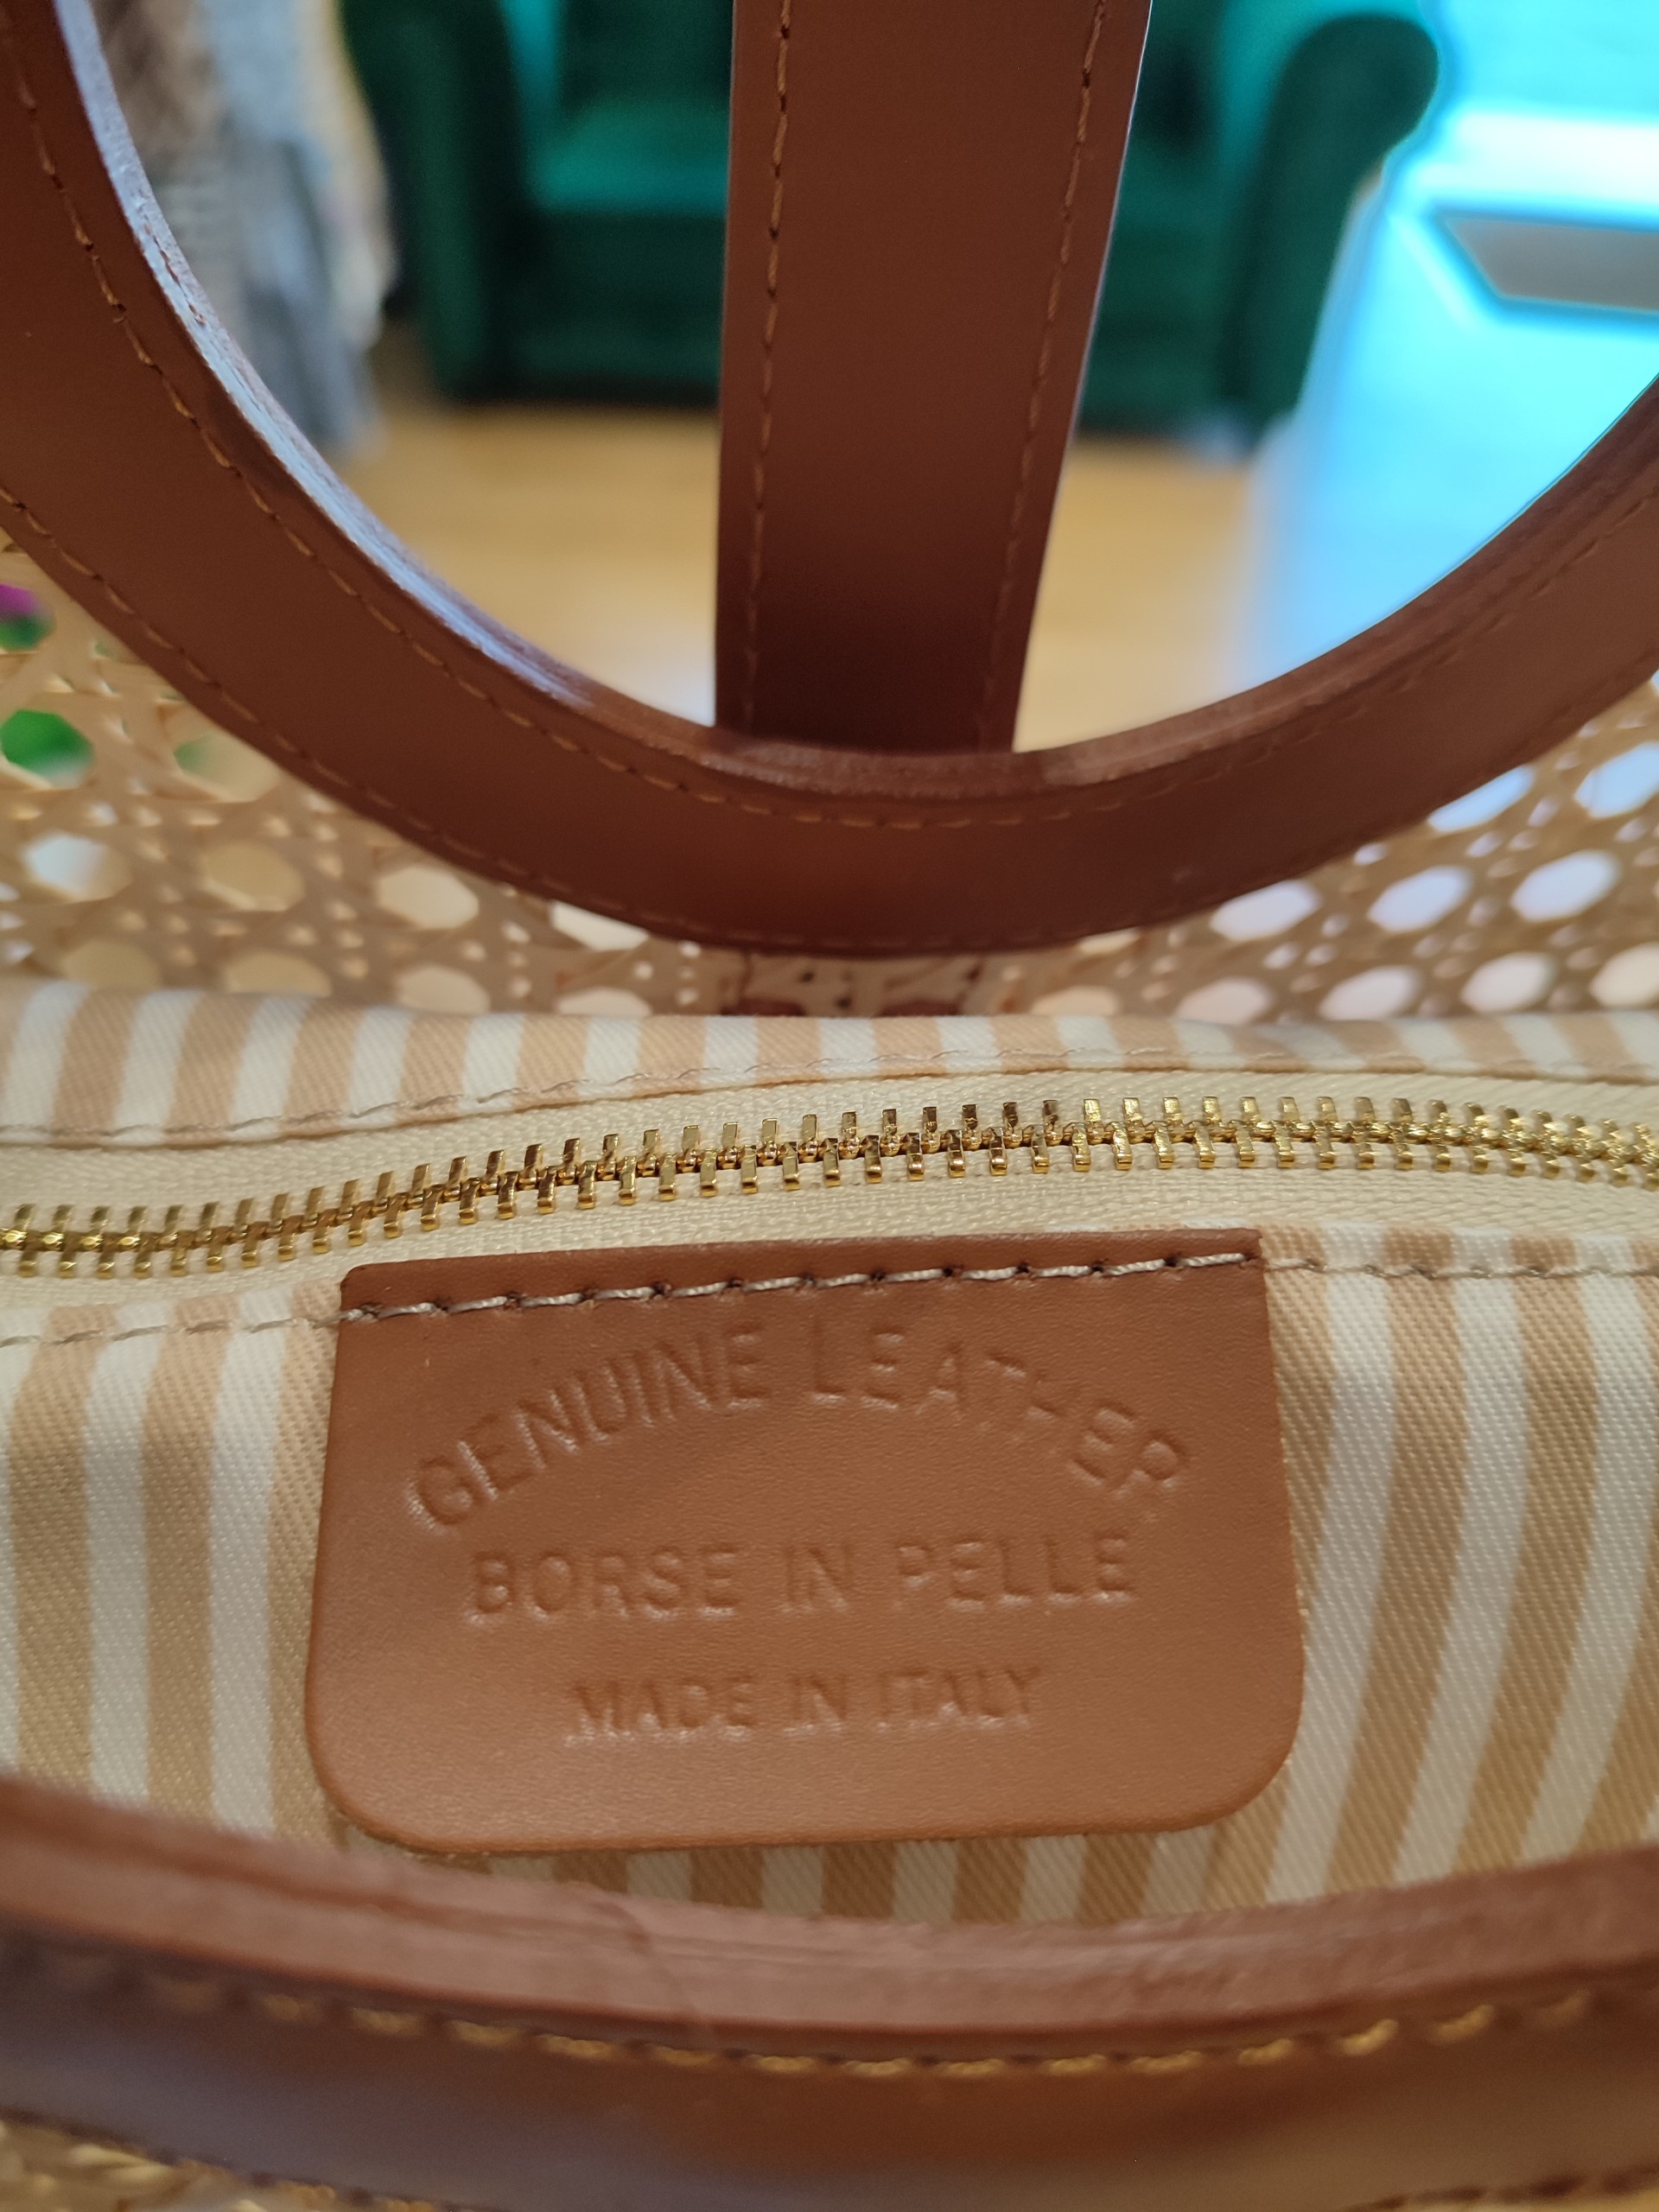 GENUINE LEATHER
BORSE IN PELLE
MADE IN ITALY